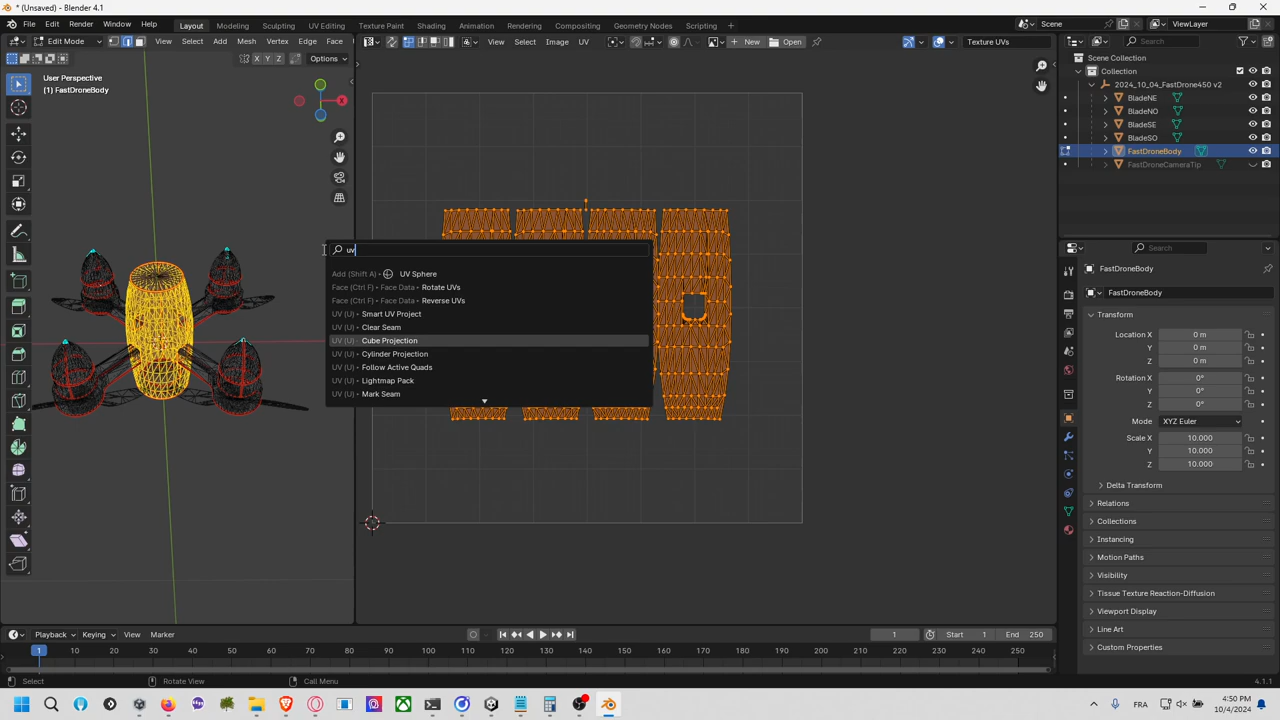 * (Unsaved) - Blender 4.1
File Edit Render Window Help Layout Modeling Sculpting UV Editing Texture Paint Shading Animation Rendering Compositing Geometry Nodes Scripting + Scene ViewLayer
Edit Mode View Select Add Mesh Vertex Edge Face View Select Image UV + New Open Texture UVs Search
X Y Z Options
User Perspective
(1) FastDroneBody
Scene Collection
Collection
2024_10_04_FastDrone450 v2
BladeNE
BladeNO
BladeSE
BladeSO
FastDroneBody
FastDroneCameraTip
X
uv
Add (Shift A) UV Sphere
Face (Ctrl F) Face Data Rotate UVs
Face (Ctrl F) Face Data Reverse UVs
UV (U) Smart UV Project
UV (U) Clear Seam
UV (U) Cube Projection
UV (U) Cylinder Projection
UV (U) Follow Active Quads
UV (U) Lightmap Pack
UV (U) Mark Seam
Search
FastDroneBody
FastDroneBody
Transform
Location X 0 m
Y 0 m
Z 0 m
Rotation X 0°
Y 0°
Z 0°
Mode XYZ Euler
Scale X 10.000
Y 10.000
Z 10.000
Delta Transform
Relations
Collections
Instancing
Motion Paths
Visibility
Tissue Texture Reaction-Diffusion
Viewport Display
Line Art
Custom Properties
Playback Keying View Marker 1 Start 1 End 250
1 10 20 30 40 50 60 70 80 90 100 110 120 130 140 150 160 170 180 190 200 210 220 230 240 250
Select Rotate View Call Menu 4.1.1
FRA 4:50 PM
10/4/2024